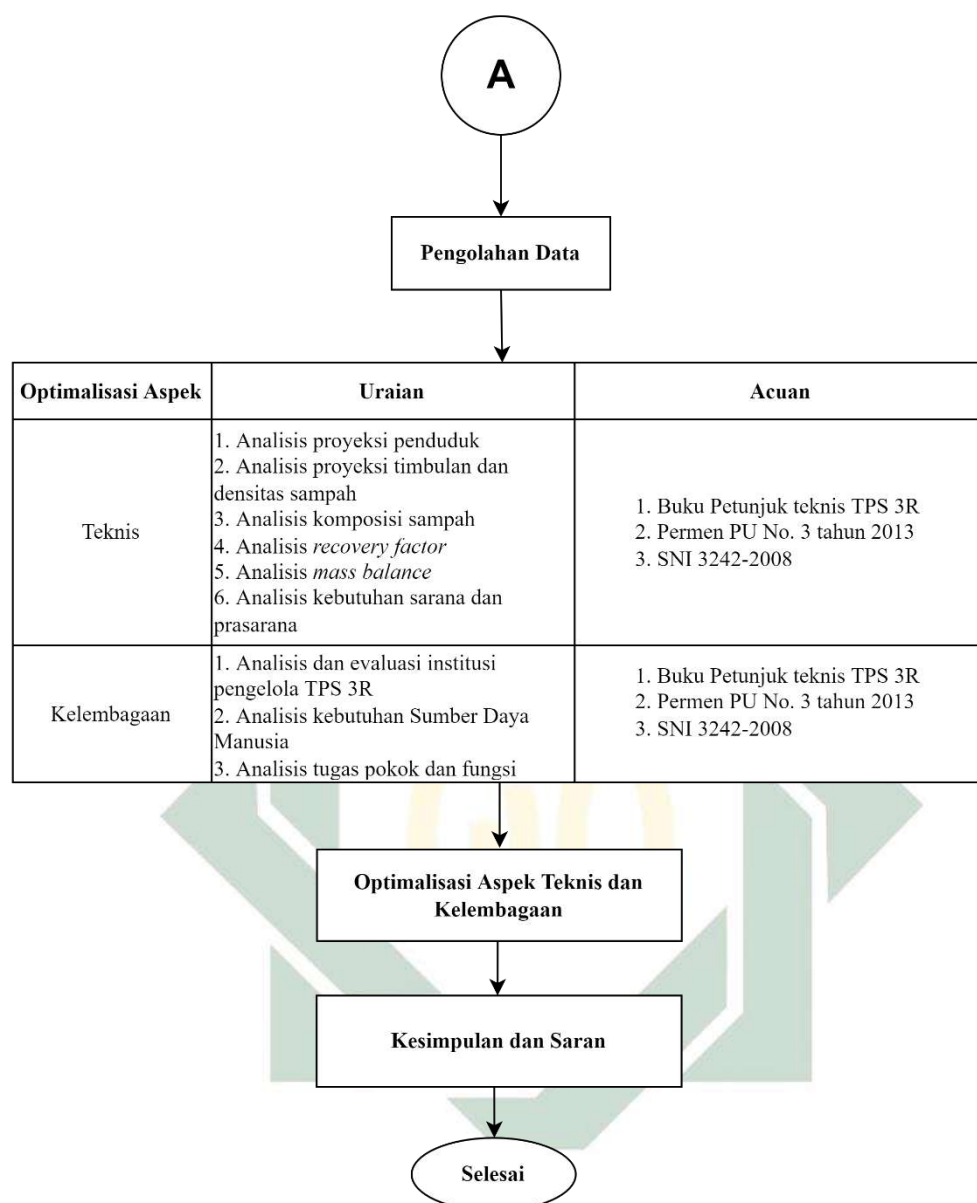 A
Pengolahan Data
Optimalisasi Aspek
Uraian
Acuan
Teknis
1. Analisis proyeksi penduduk
2. Analisis proyeksi timbulan dan
densitas sampah
3. Analisis komposisi sampah
4. Analisis recovery factor
5. Analisis mass balance
6. Analisis kebutuhan sarana dan
prasarana
1. Buku Petunjuk teknis TPS 3R
2. Permen PU No. 3 tahun 2013
3. SNI 3242-2008
Kelembagaan
1. Analisis dan evaluasi institusi
pengelola TPS 3R
2. Analisis kebutuhan Sumber Daya
Manusia
3. Analisis tugas pokok dan fungsi
1. Buku Petunjuk teknis TPS 3R
2. Permen PU No. 3 tahun 2013
3. SNI 3242-2008
Optimalisasi Aspek Teknis dan
Kelembagaan
Kesimpulan dan Saran
Selesai